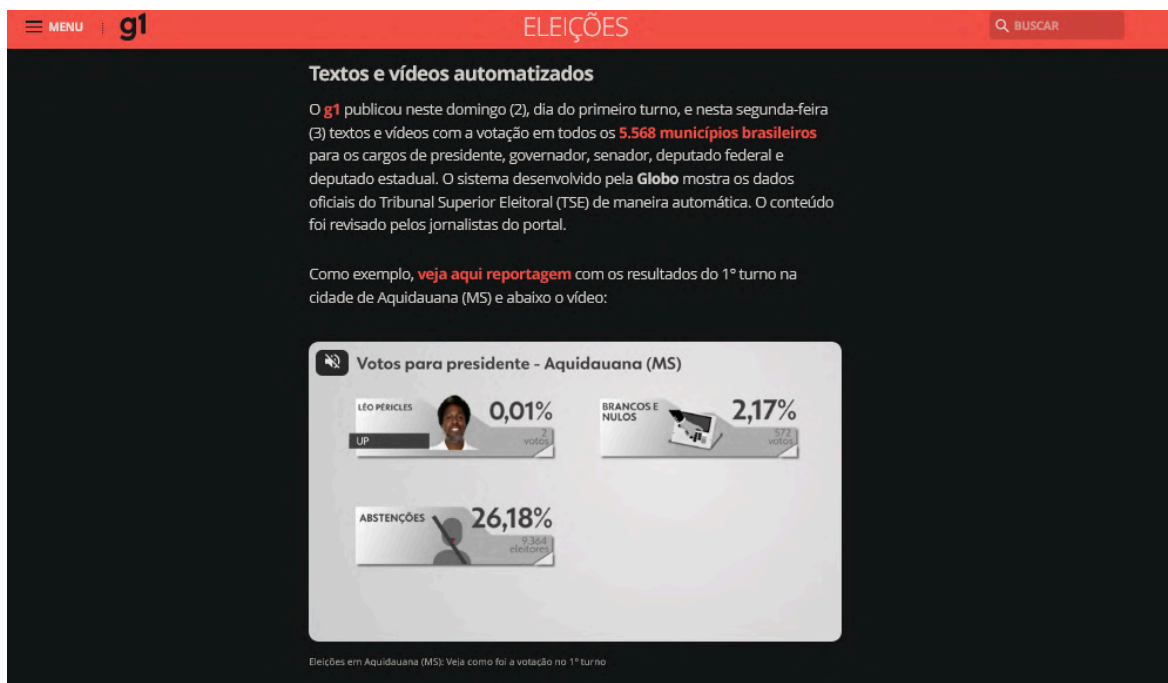 MENU
g1
ELEIÇÕES
BUSCAR
Textos e vídeos automatizados
O g1 publicou neste domingo (2), dia do primeiro turno, e nesta segunda-feira
(3) textos e vídeos com a votação em todos os 5.568 municípios brasileiros
para os cargos de presidente, governador, senador, deputado federal e
deputado estadual. O sistema desenvolvido pela Globo mostra os dados
oficiais do Tribunal Superior Eleitoral (TSE) de maneira automática. O conteúdo
foi revisado pelos jornalistas do portal.
Como exemplo, veja aqui reportagem com os resultados do 1º turno na
cidade de Aquidauana (MS) e abaixo o vídeo:
Votos para presidente - Aquidauana (MS)
LÉO PÉRICLES
0,01%
UP
2
votos
BRANCOS E
NULOS
2,17%
572
votos
ABSTENÇÕES
26,18%
9.364
eleitores
Eleições em Aquidauana (MS): Veja como foi a votação no 1º turno